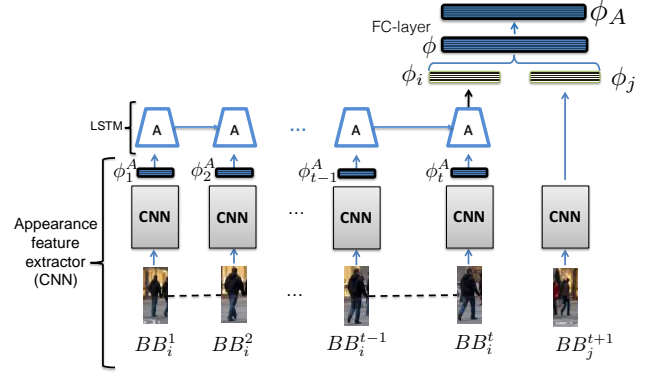 ϕ_A
FC-layer
ϕ
ϕ_i
ϕ_j
LSTM
A A ... A A
ϕ_1^A ϕ_2^A ϕ_{t-1}^A ϕ_t^A
CNN CNN ... CNN CNN CNN
Appearance
feature
extractor
(CNN)
...
BB_i^1 BB_i^2 BB_i^{t-1} BB_i^t BB_j^{t+1}